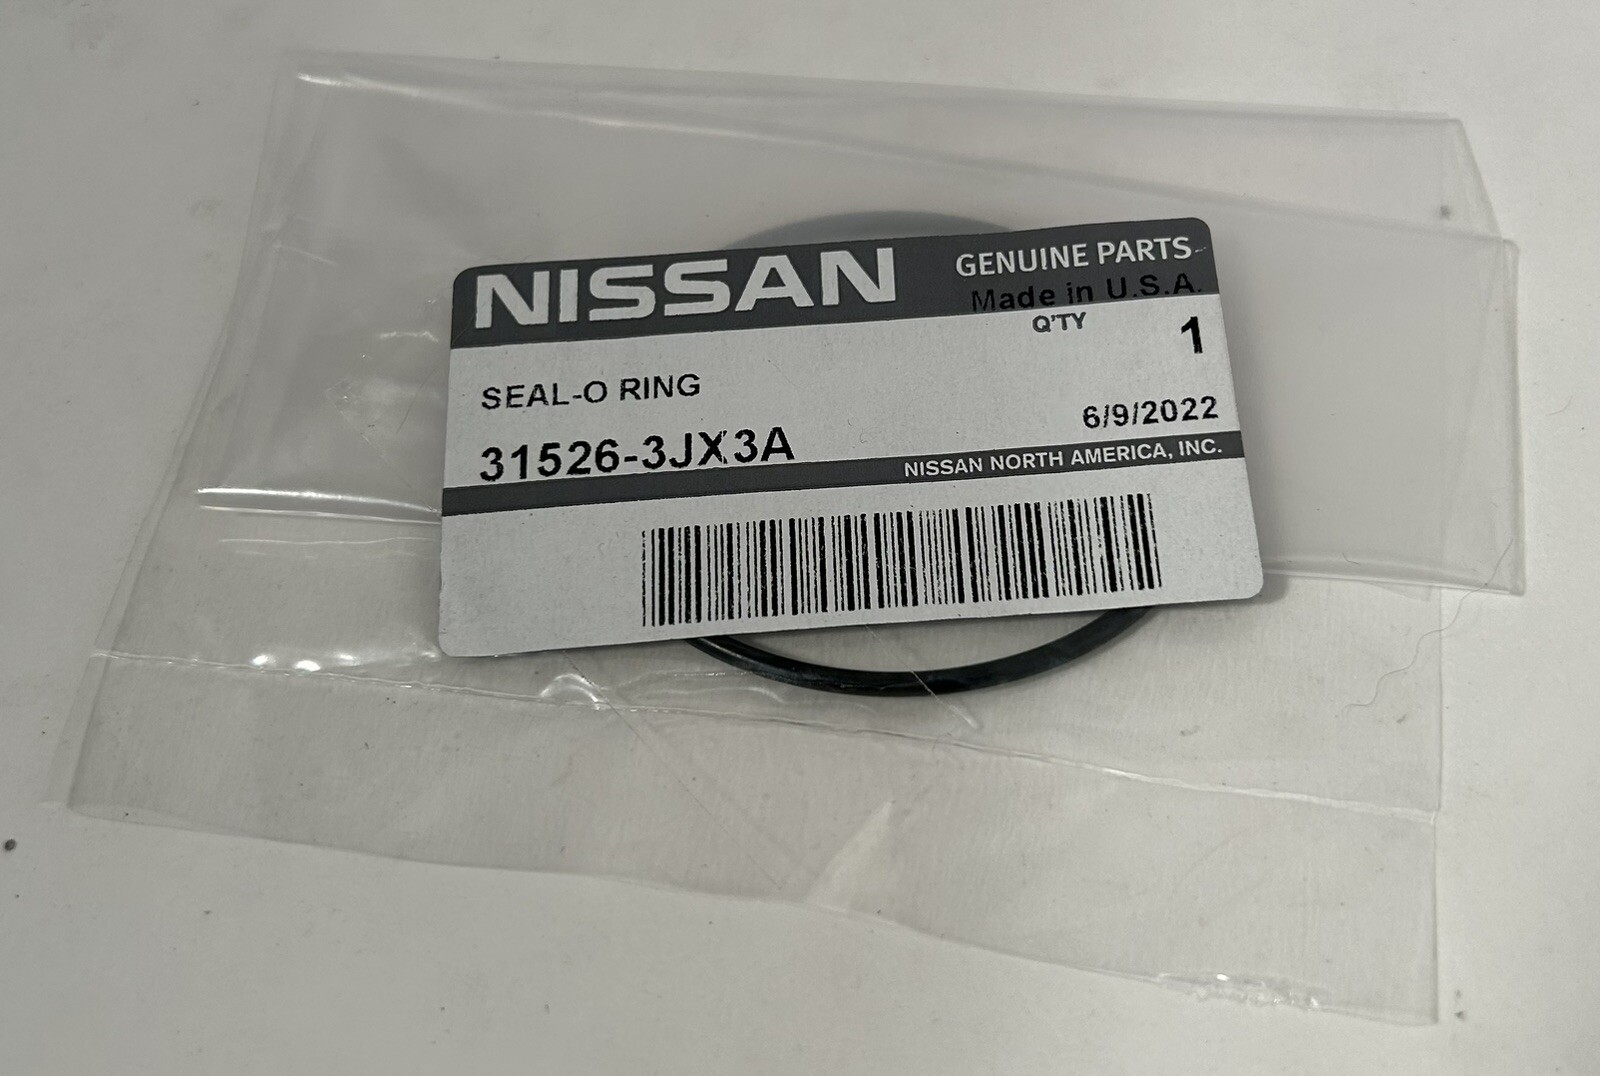 NISSAN GENUINE PARTS
Made in U.S.A.
Q'TY 1
SEAL-O RING
6/9/2022
31526-3JX3A
NISSAN NORTH AMERICA, INC.